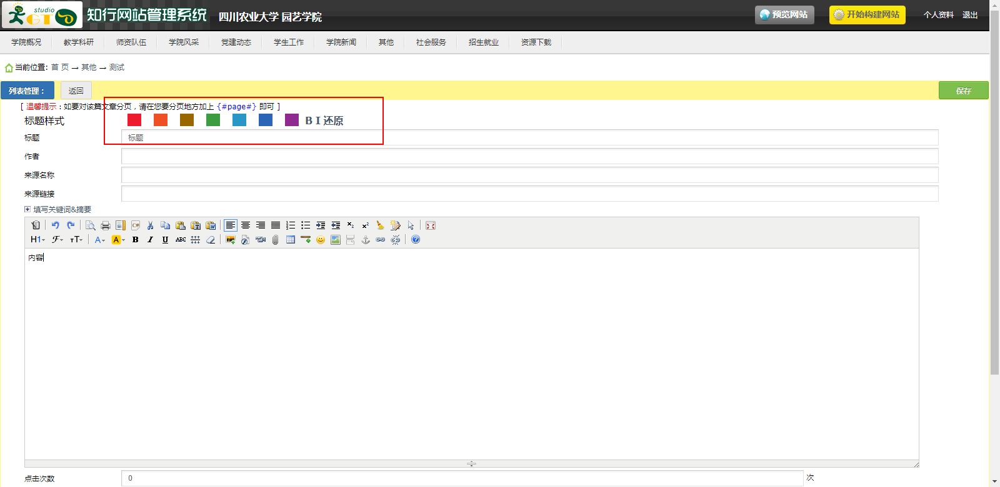 studio
GT
知行网站管理系统
四川农业大学 园艺学院
预览网站
开始构建网站
个人资料 退出
学院概况 教学科研 师资队伍 学院风采 党建动态 学生工作 学院新闻 其他 社会服务 招生就业 资源下载
当前位置: 首 页 → 其他 → 测试
列表管理：
返回
保存
[ 温馨提示：如要对该篇文章分页，请在您要分页地方加上 {#page#} 即可 ]
标题样式
B I 还原
标题
标题
作者
来源名称
来源链接
填写关键词&摘要
内容
点击次数
0
次